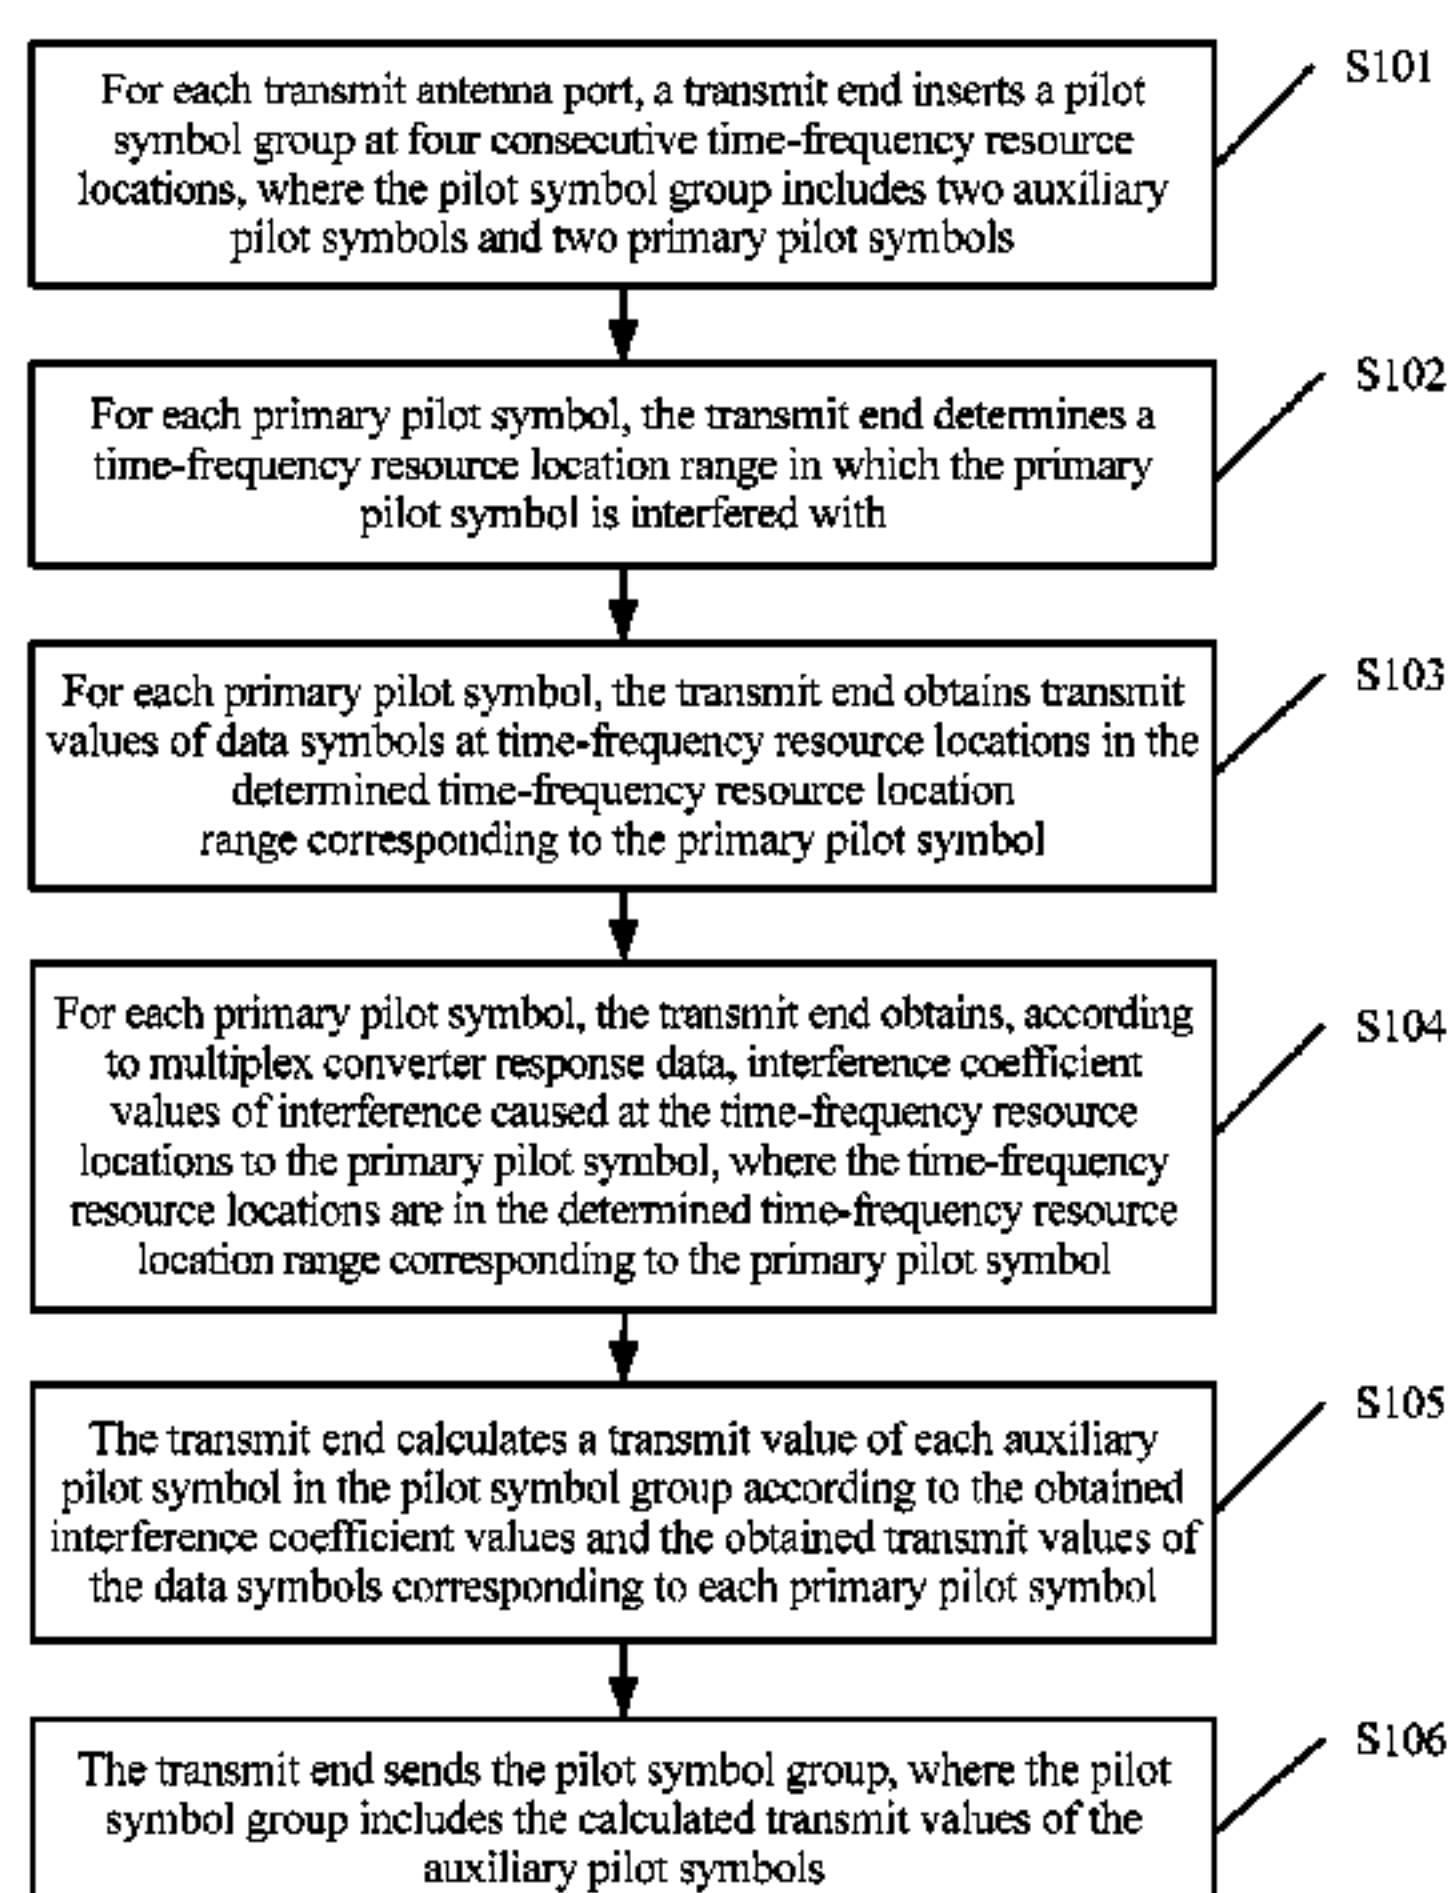 For each transmit antenna port, a transmit end inserts a pilot
symbol group at four consecutive time-frequency resource
locations, where the pilot symbol group includes two auxiliary
pilot symbols and two primary pilot symbols
S101
For each primary pilot symbol, the transmit end determines a
time-frequency resource location range in which the primary
pilot symbol is interfered with
S102
For each primary pilot symbol, the transmit end obtains transmit
values of data symbols at time-frequency resource locations in the
determined time-frequency resource location
range corresponding to the primary pilot symbol
S103
For each primary pilot symbol, the transmit end obtains, according
to multiplex converter response data, interference coefficient
values of interference caused at the time-frequency resource
locations to the primary pilot symbol, where the time-frequency
resource locations are in the determined time-frequency resource
location range corresponding to the primary pilot symbol
S104
The transmit end calculates a transmit value of each auxiliary
pilot symbol in the pilot symbol group according to the obtained
interference coefficient values and the obtained transmit values of
the data symbols corresponding to each primary pilot symbol
S105
The transmit end sends the pilot symbol group, where the pilot
symbol group includes the calculated transmit values of the
auxiliary pilot symbols
S106